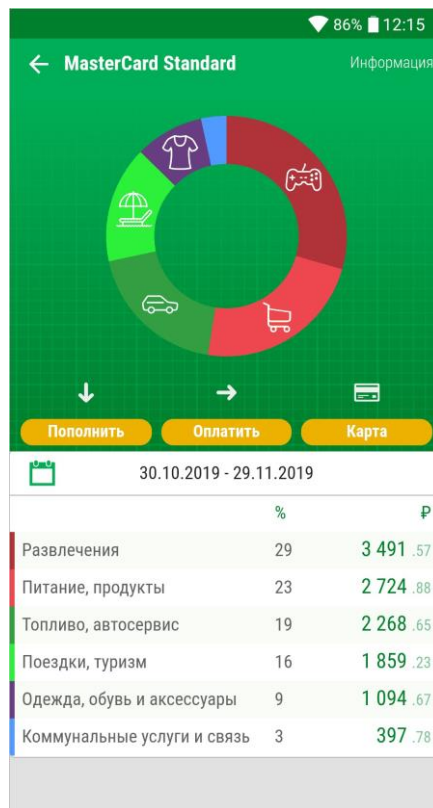 86% 12:15
MasterCard Standard Информация
Пополнить Оплатить Карта
30.10.2019 - 29.11.2019
% ₽
Развлечения 29 3 491 .57
Питание, продукты 23 2 724 .88
Топливо, автосервис 19 2 268 .65
Поездки, туризм 16 1 859 .23
Одежда, обувь и аксессуары 9 1 094 .67
Коммунальные услуги и связь 3 397 .78